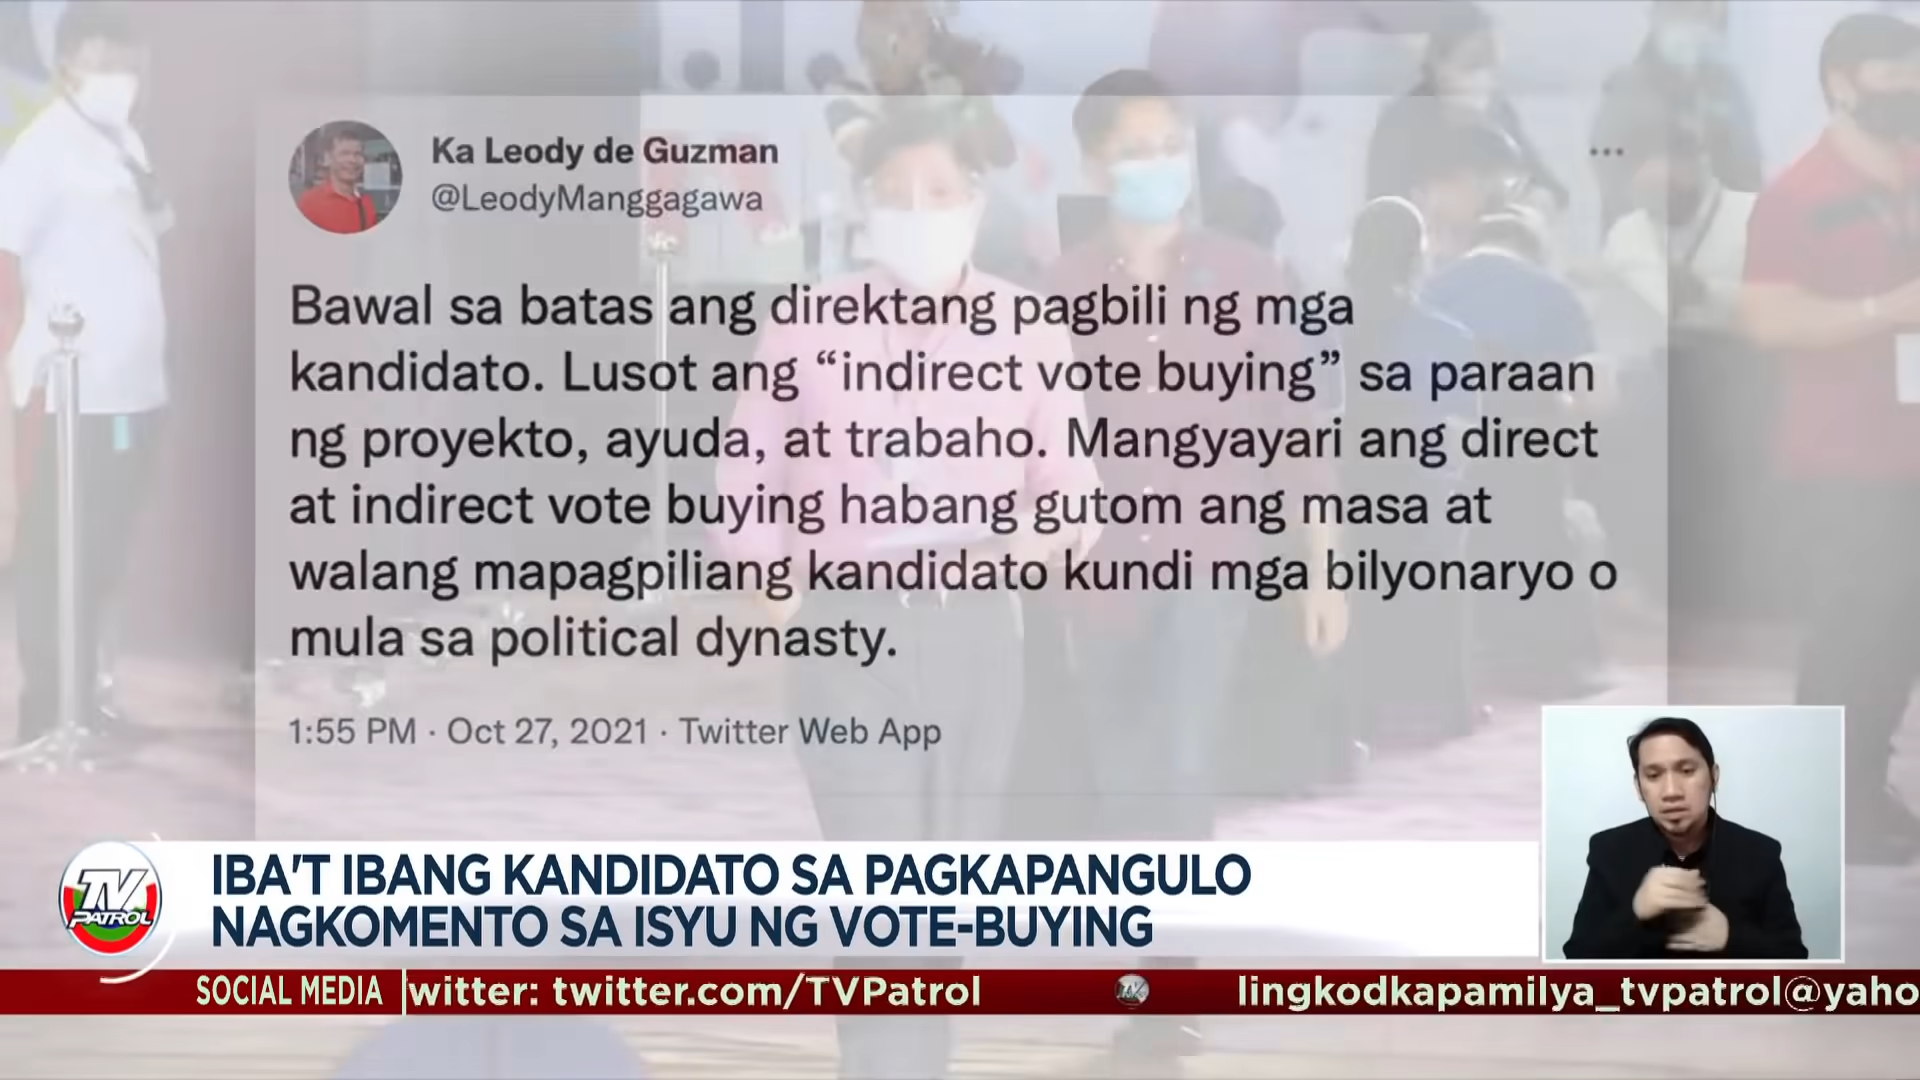 Ka Leody de Guzman
@LeodyManggagawa
Bawal sa batas ang direktang pagbili ng mga
kandidato. Lusot ang “indirect vote buying” sa paraan
ng proyekto, ayuda, at trabaho. Mangyayari ang direct
at indirect vote buying habang gutom ang masa at
walang mapagpiliang kandidato kundi mga bilyonaryo o
mula sa political dynasty.
1:55 PM · Oct 27, 2021 · Twitter Web App
TV PATROL
IBA'T IBANG KANDIDATO SA PAGKAPANGULO
NAGKOMENTO SA ISYU NG VOTE-BUYING
SOCIAL MEDIA witter: twitter.com/TVPatrol lingkodkapamilya_tvpatrol@yaho